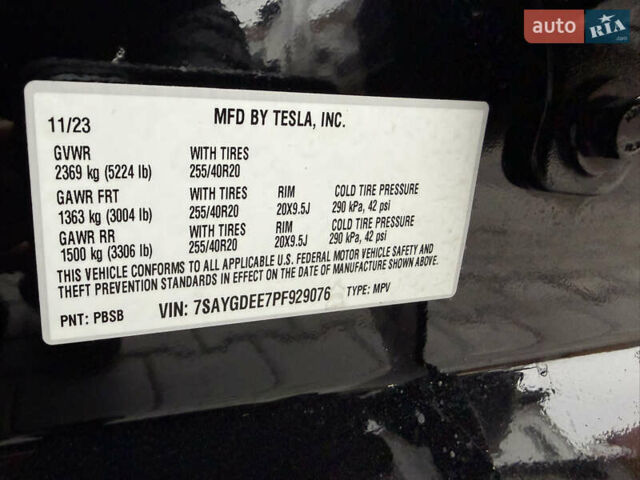 auto RIA .com
11/23 MFD BY TESLA, INC.
GVWR WITH TIRES
2369 kg (5224 lb) 255/40R20
GAWR FRT WITH TIRES RIM COLD TIRE PRESSURE
1363 kg (3004 lb) 255/40R20 20X9.5J 290 kPa, 42 psi
GAWR RR WITH TIRES RIM COLD TIRE PRESSURE
1500 kg (3306 lb) 255/40R20 20X9.5J 290 kPa, 42 psi
THIS VEHICLE CONFORMS TO ALL APPLICABLE U.S. FEDERAL MOTOR VEHICLE SAFETY AND
THEFT PREVENTION STANDARDS IN EFFECT ON THE DATE OF MANUFACTURE SHOWN ABOVE.
PNT: PBSB VIN: 7SAYGDEE7PF929076 TYPE: MPV